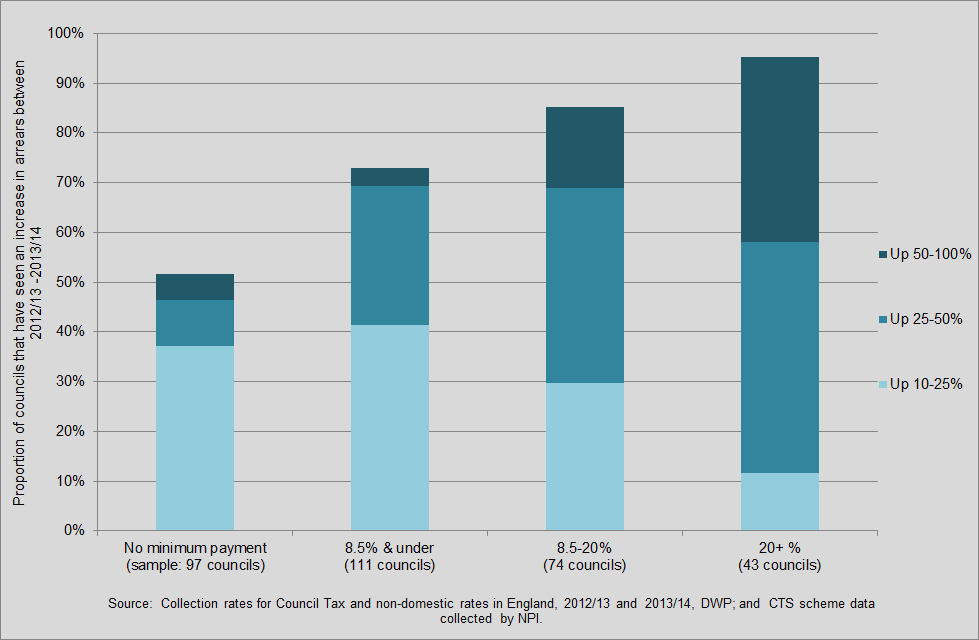 Proportion of councils that have seen an increase in arrears between
2012/13 -2013/14
100%
90%
80%
70%
60%
50%
40%
30%
20%
10%
0%
No minimum payment
(sample: 97 councils)
8.5% & under
(111 councils)
8.5-20%
(74 councils)
20+ %
(43 councils)
Up 50-100%
Up 25-50%
Up 10-25%
Source: Collection rates for Council Tax and non-domestic rates in England, 2012/13 and 2013/14, DWP; and CTS scheme data
collected by NPI.